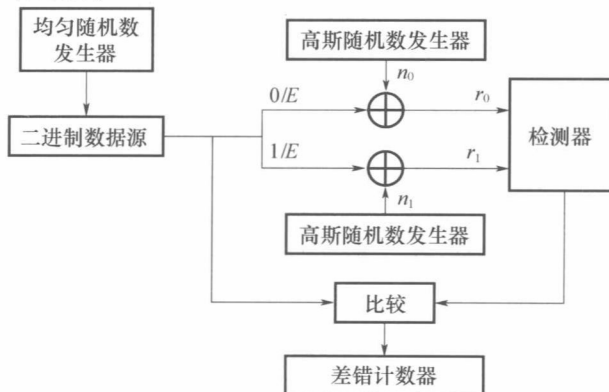 均匀随机数
发生器
高斯随机数发生器
n₀
0/E
r₀
二进制数据源
检测器
1/E
r₁
n₁
高斯随机数发生器
比较
差错计数器